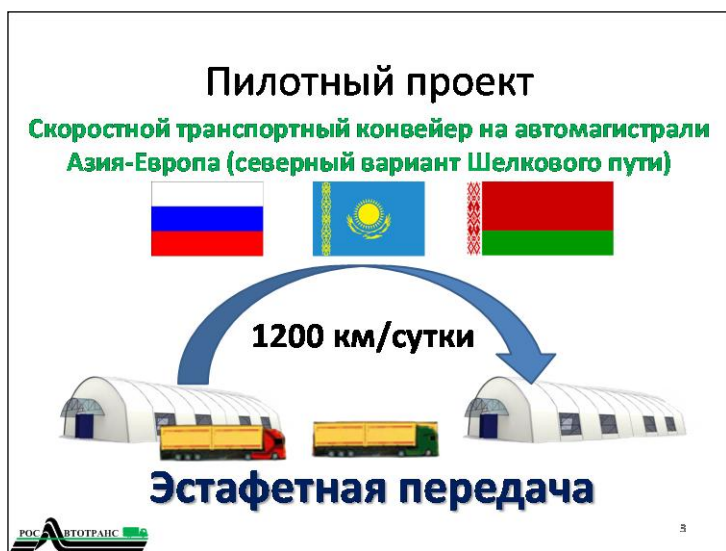 Пилотный проект
Скоростной транспортный конвейер на автомагистрали
Азия-Европа (северный вариант Шелкового пути)
1200 км/сутки
Эстафетная передача
РОСАВТОТРАНС
3